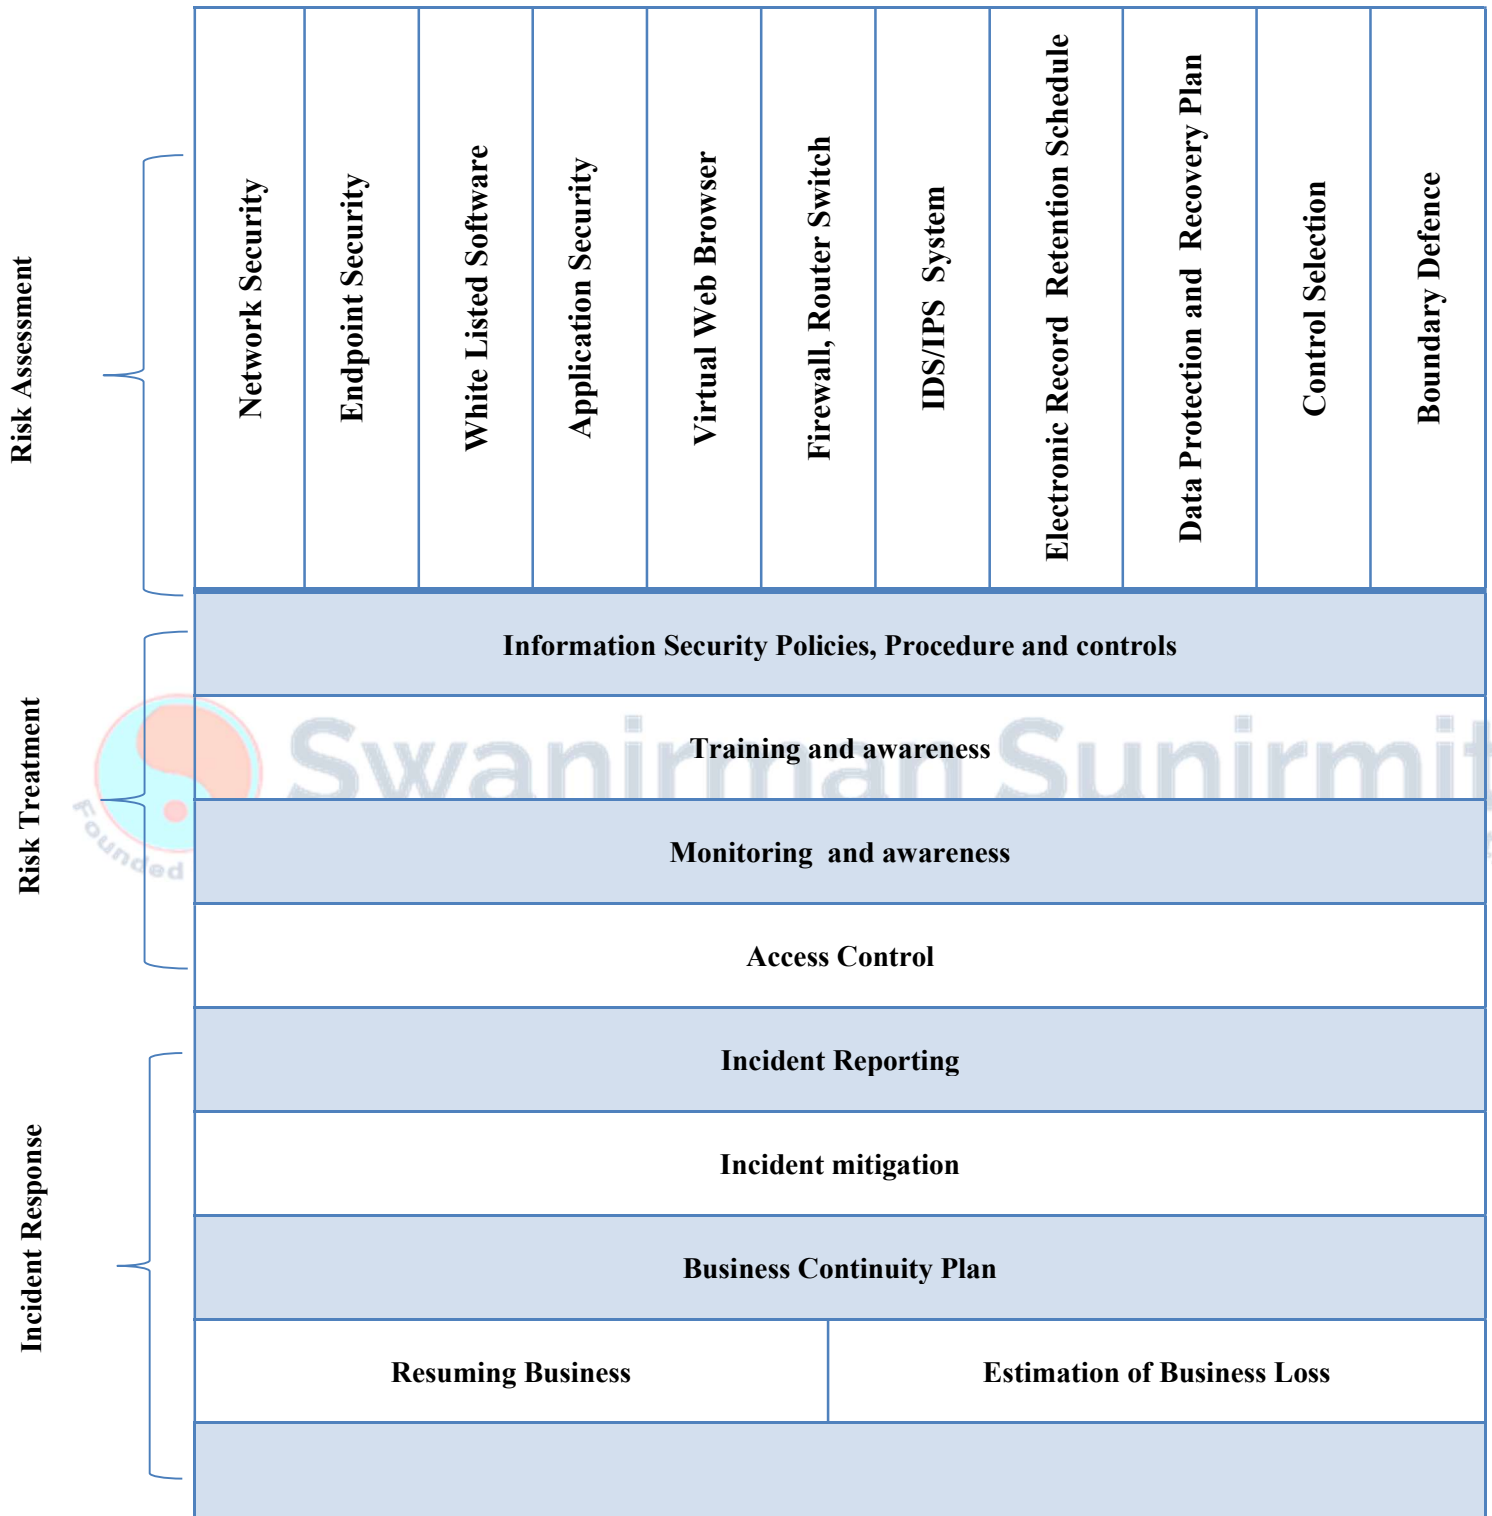 Risk Assessment
Network Security
Endpoint Security
White Listed Software
Application Security
Virtual Web Browser
Firewall, Router Switch
IDS/IPS System
Electronic Record Retention Schedule
Data Protection and Recovery Plan
Control Selection
Boundary Defence
Risk Treatment
Information Security Policies, Procedure and controls
Training and awareness
Monitoring and awareness
Access Control
Swanirman Sunirmit
Founded
Incident Response
Incident Reporting
Incident mitigation
Business Continuity Plan
Resuming Business
Estimation of Business Loss